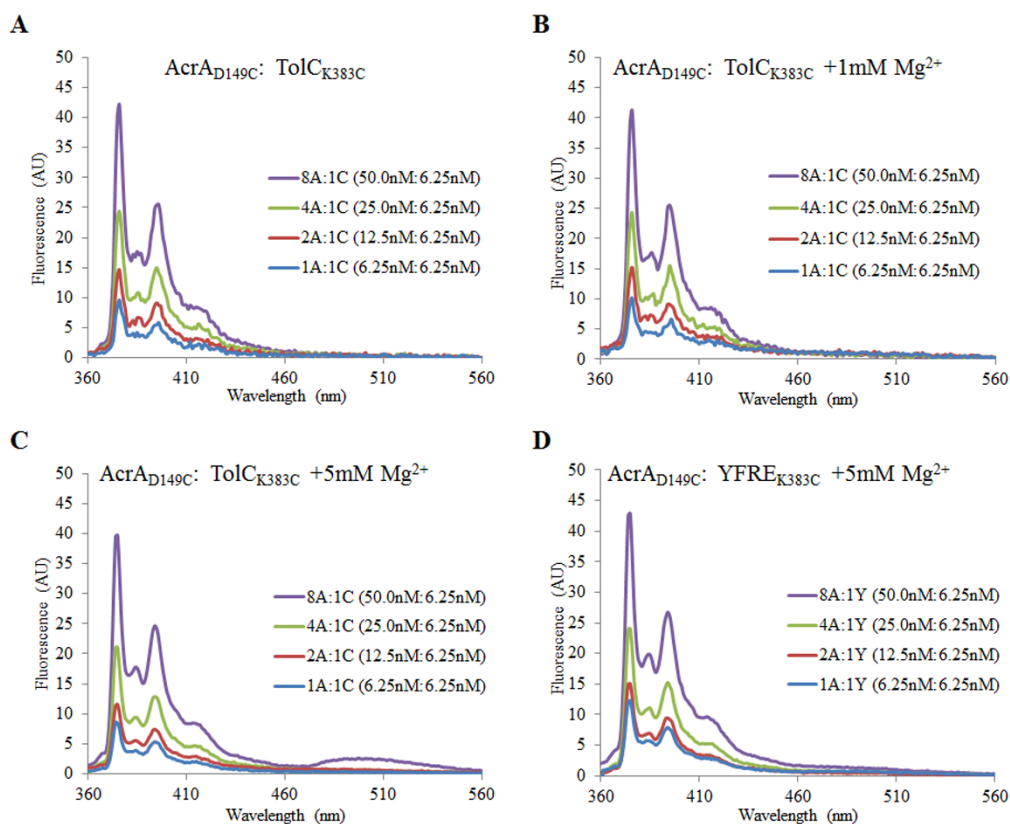 A
AcrA_D149C: TolC_K383C
Fluorescence (AU)
50
45
40
35
30
25
20
15
10
5
0
8A:1C (50.0nM:6.25nM)
4A:1C (25.0nM:6.25nM)
2A:1C (12.5nM:6.25nM)
1A:1C (6.25nM:6.25nM)
360 410 460 510 560
Wavelength (nm)
B
AcrA_D149C: TolC_K383C +1mM Mg²⁺
Fluorescence (AU)
50
45
40
35
30
25
20
15
10
5
0
8A:1C (50.0nM:6.25nM)
4A:1C (25.0nM:6.25nM)
2A:1C (12.5nM:6.25nM)
1A:1C (6.25nM:6.25nM)
360 410 460 510 560
Wavelength (nm)
C
AcrA_D149C: TolC_K383C +5mM Mg²⁺
Fluorescence (AU)
50
45
40
35
30
25
20
15
10
5
0
8A:1C (50.0nM:6.25nM)
4A:1C (25.0nM:6.25nM)
2A:1C (12.5nM:6.25nM)
1A:1C (6.25nM:6.25nM)
360 410 460 510 560
Wavelength (nm)
D
AcrA_D149C: YFRE_K383C +5mM Mg²⁺
Fluorescence (AU)
50
45
40
35
30
25
20
15
10
5
0
8A:1Y (50.0nM:6.25nM)
4A:1Y (25.0nM:6.25nM)
2A:1Y (12.5nM:6.25nM)
1A:1Y (6.25nM:6.25nM)
360 410 460 510 560
Wavelength (nm)